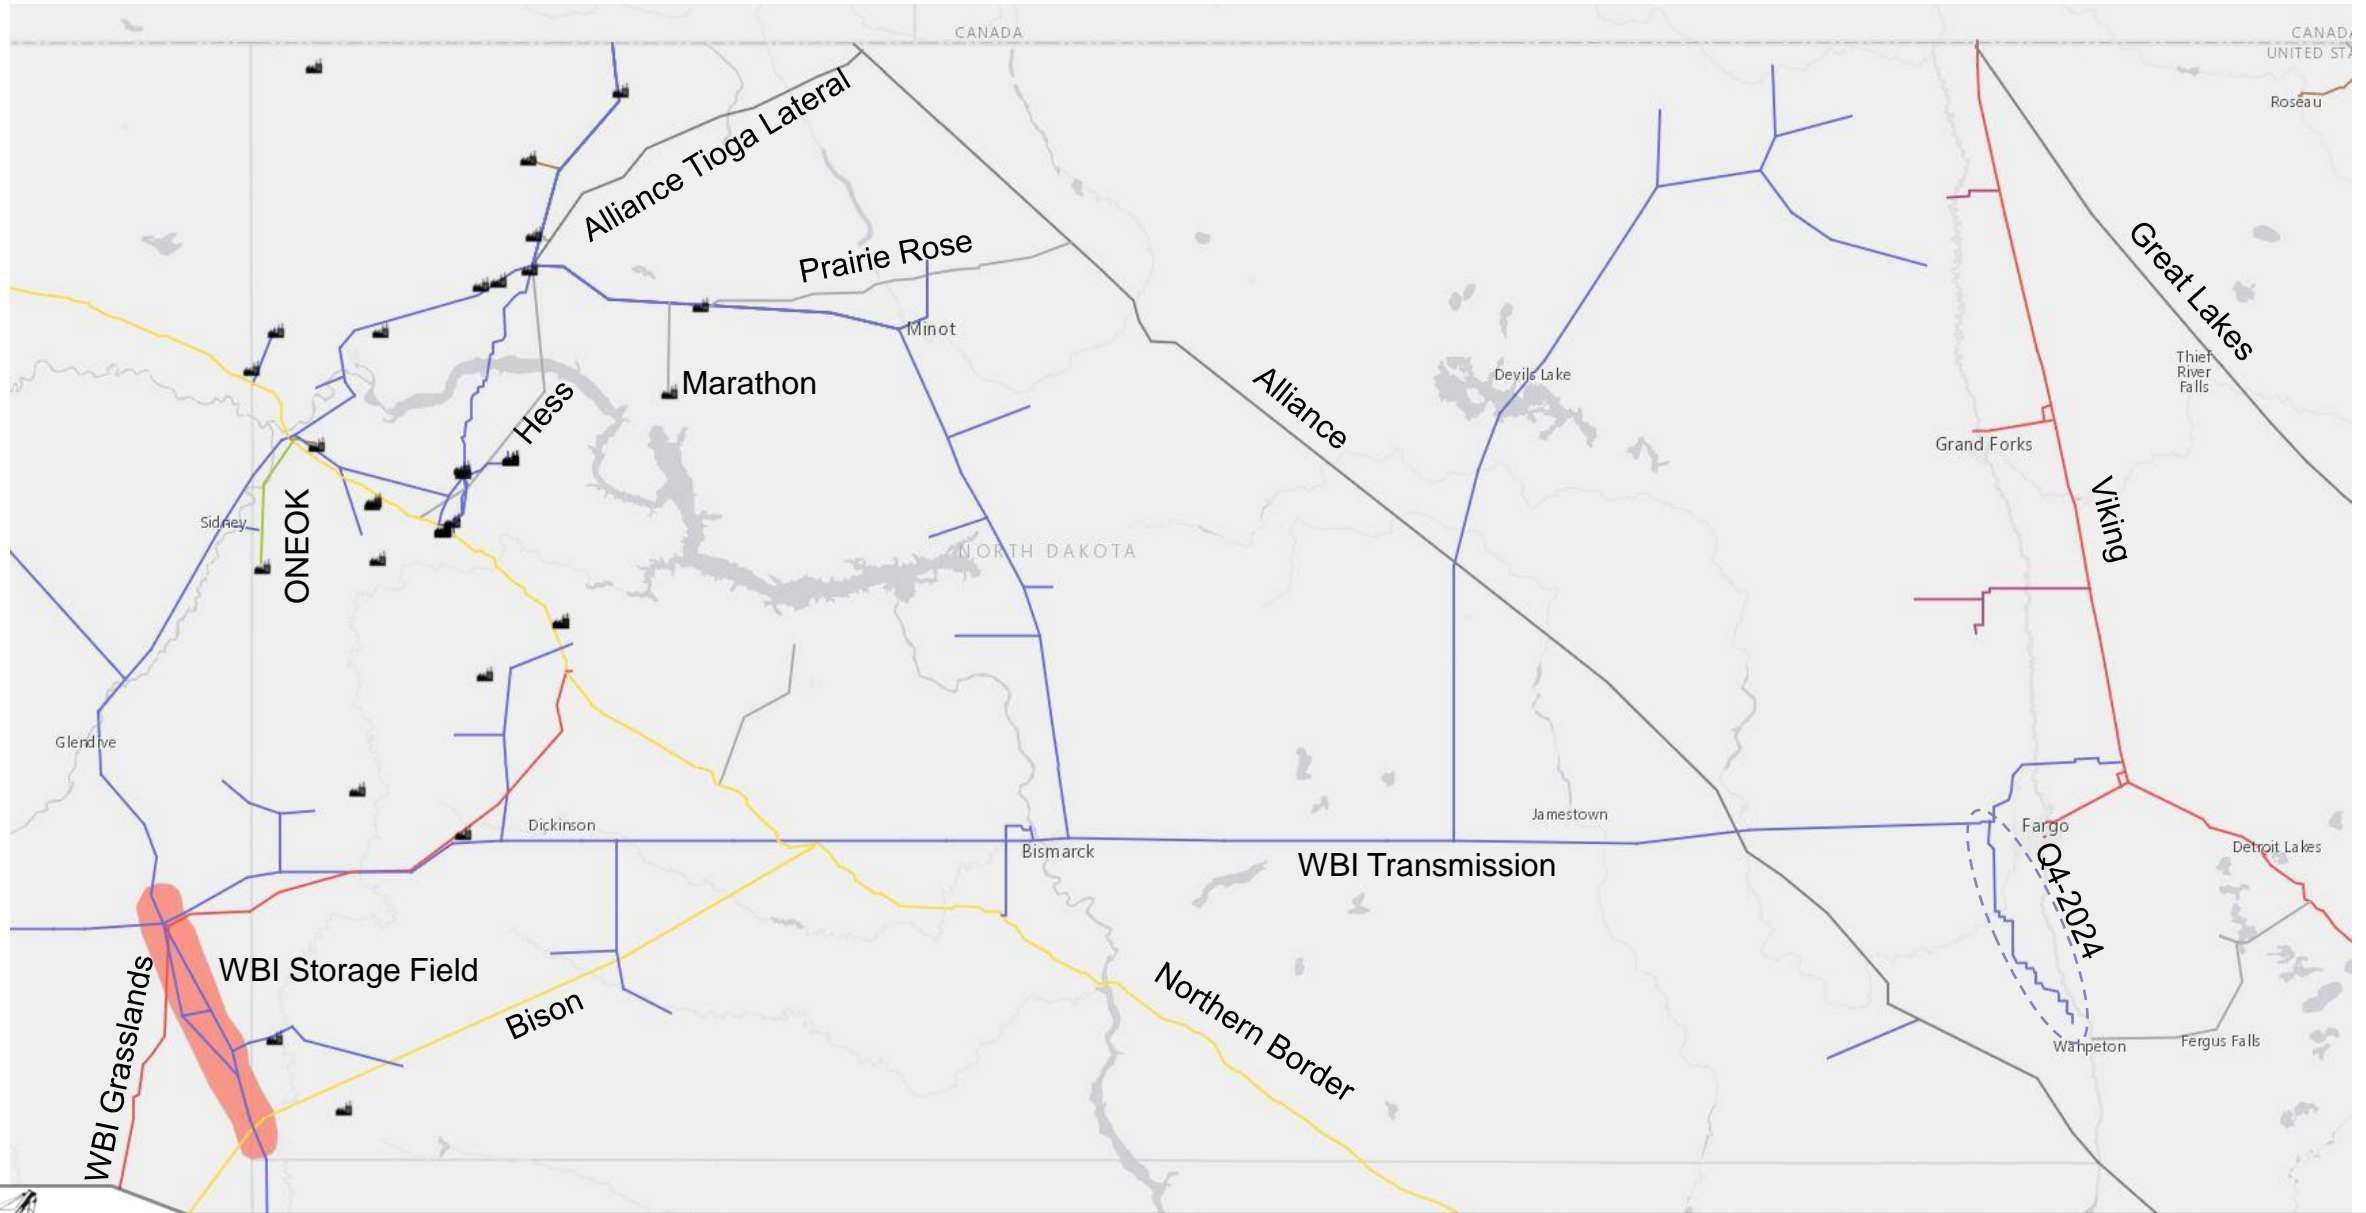 CANADA
CANADA
UNITED STA
Roseau
Alliance Tioga Lateral
Prairie Rose
Great Lakes
Minot
Thief
River
Falls
Devils Lake
Marathon
Hess
Alliance
Grand Forks
Viking
Sidney
ONEOK
NORTH DAKOTA
Glendive
Dickinson
Jamestown
Fargo
Bismarck
Detroit Lakes
WBI Transmission
Q4-2024
WBI Storage Field
WBI Grasslands
Bison
Northern Border
Wahpeton
Fergus Falls